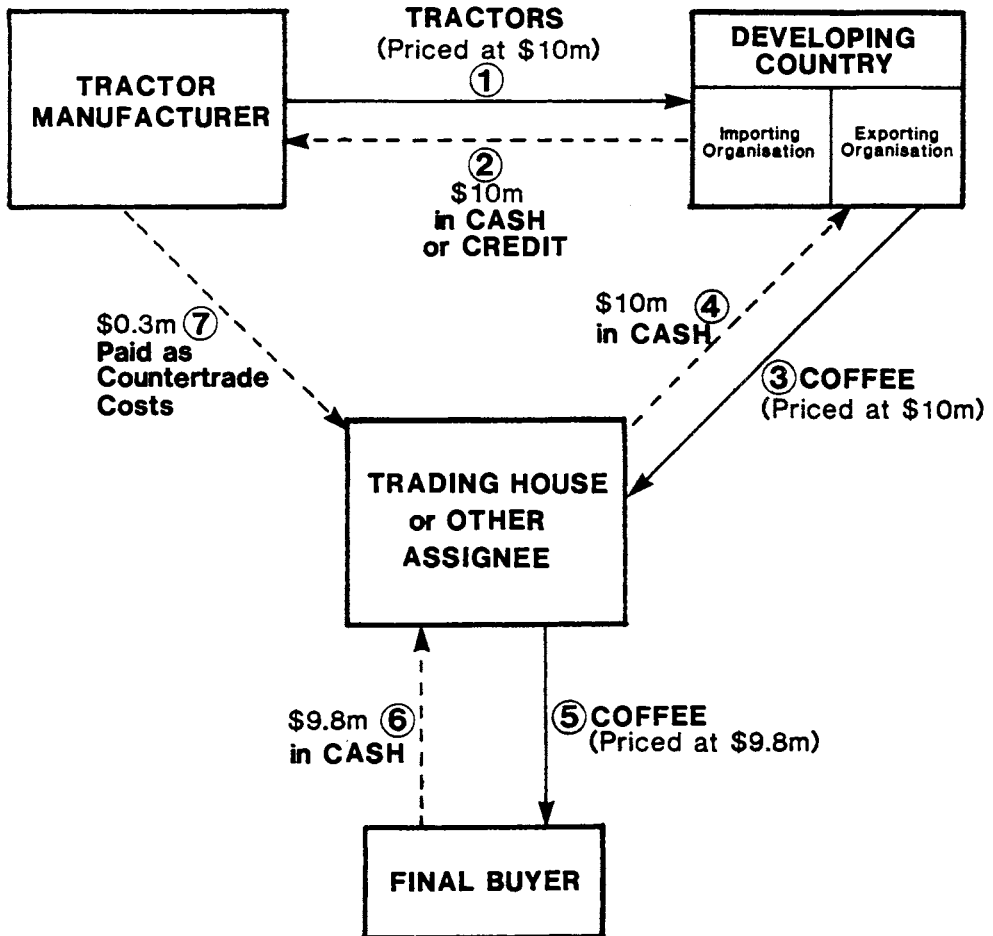 TRACTOR
MANUFACTURER
TRACTORS
(Priced at $10m)
①
DEVELOPING
COUNTRY
Importing
Organisation
Exporting
Organisation
②
$10m
in CASH
or CREDIT
$0.3m ⑦
Paid as
Countertrade
Costs
$10m ④
in CASH
③ COFFEE
(Priced at $10m)
TRADING HOUSE
or OTHER
ASSIGNEE
$9.8m ⑥
in CASH
⑤ COFFEE
(Priced at $9.8m)
FINAL BUYER